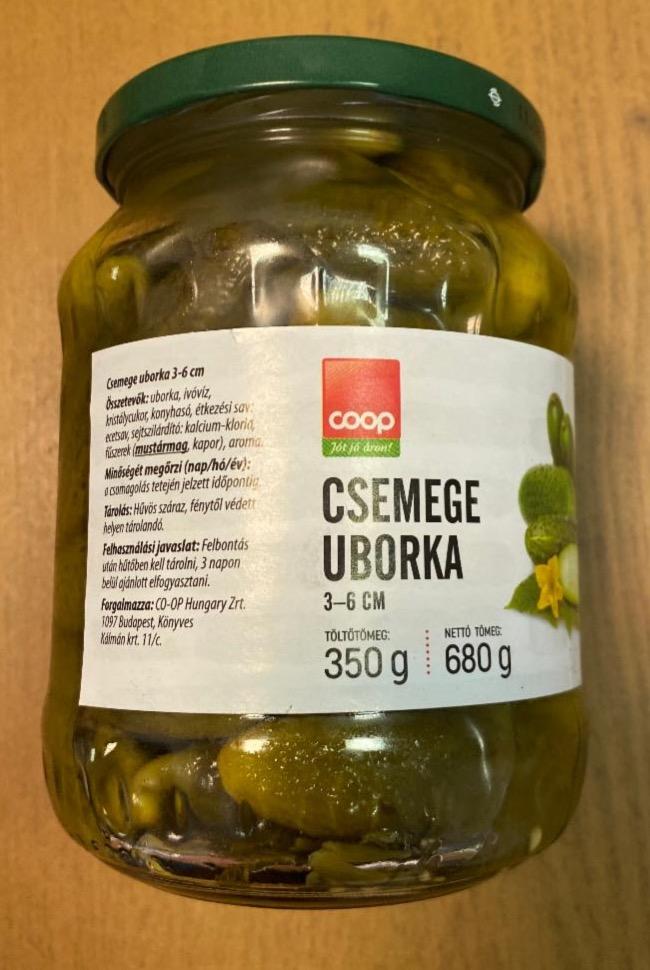 Csemege uborka 3-6 cm
Összetevők: uborka, ivóvíz,
kristálycukor, konyhasó, étkezési sav:
ecetsav, sejtszilárdító: kalcium-klorid,
fűszerek (mustármag, kapor), aroma.
Minőségét megőrzi (nap/hó/év):
a csomagolás tetején jelzett időpontig.
Tárolás: Hűvös száraz, fénytől védett
helyen tárolandó.
Felhasználási javaslat: Felbontás
után hűtőben kell tárolni, 3 napon
belül ajánlott elfogyasztani.
Forgalmazza: CO-OP Hungary Zrt.
1097 Budapest, Könyves
Kálmán krt. 11/c.
coop
Jót jó áron!
CSEMEGE
UBORKA
3–6 CM
TÖLTŐTÖMEG: NETTÓ TÖMEG:
350 g 680 g